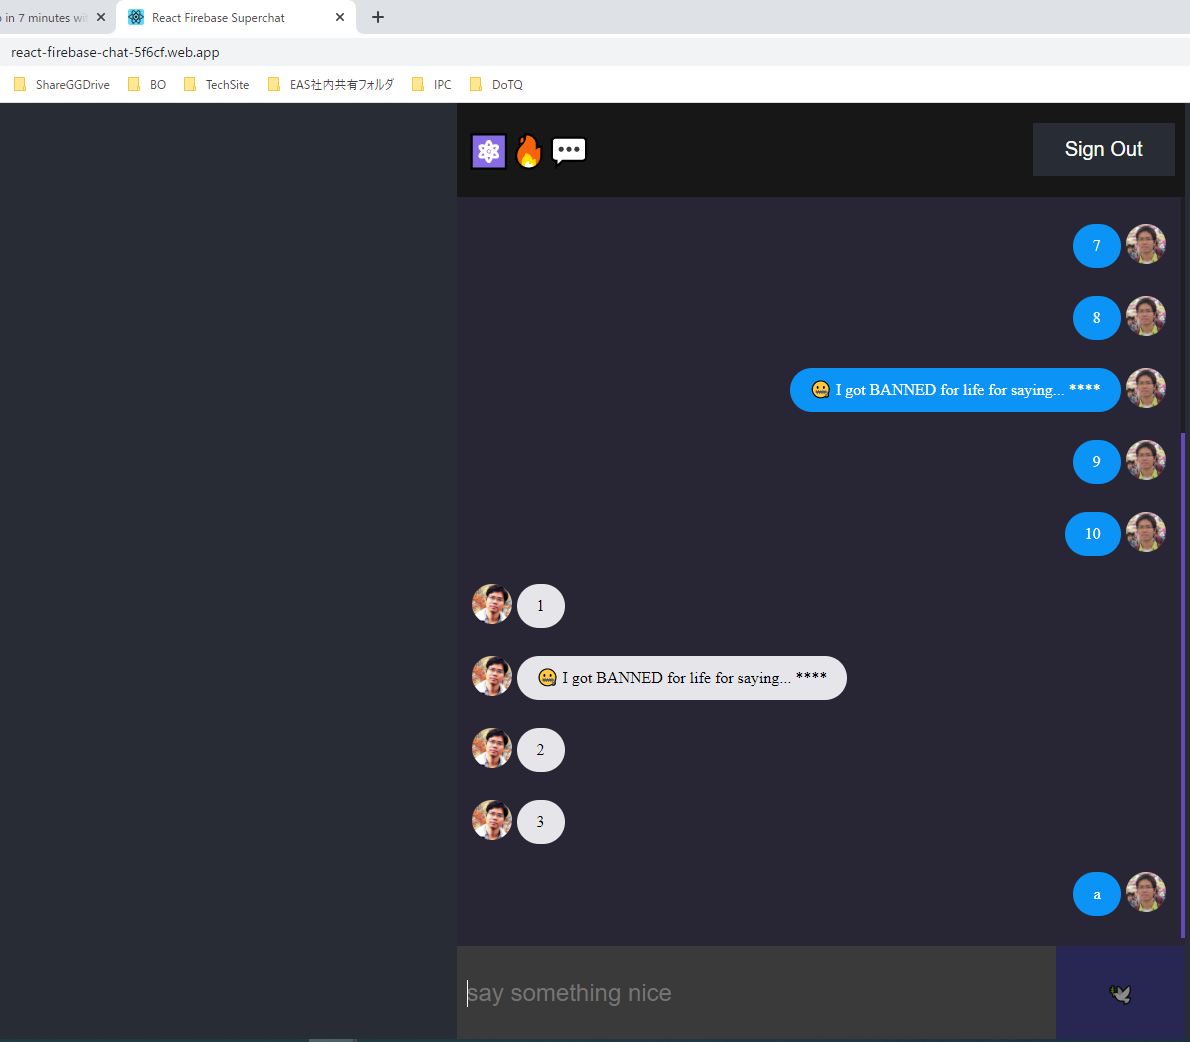 in 7 minutes
React Firebase Superchat
react-firebase-chat-5f6cf.web.app
ShareGGDrive BO TechSite EAS社内共有フォルダ IPC DoTQ
Sign Out
7
8
I got BANNED for life for saying... ****
9
10
1
I got BANNED for life for saying... ****
2
3
a
say something nice